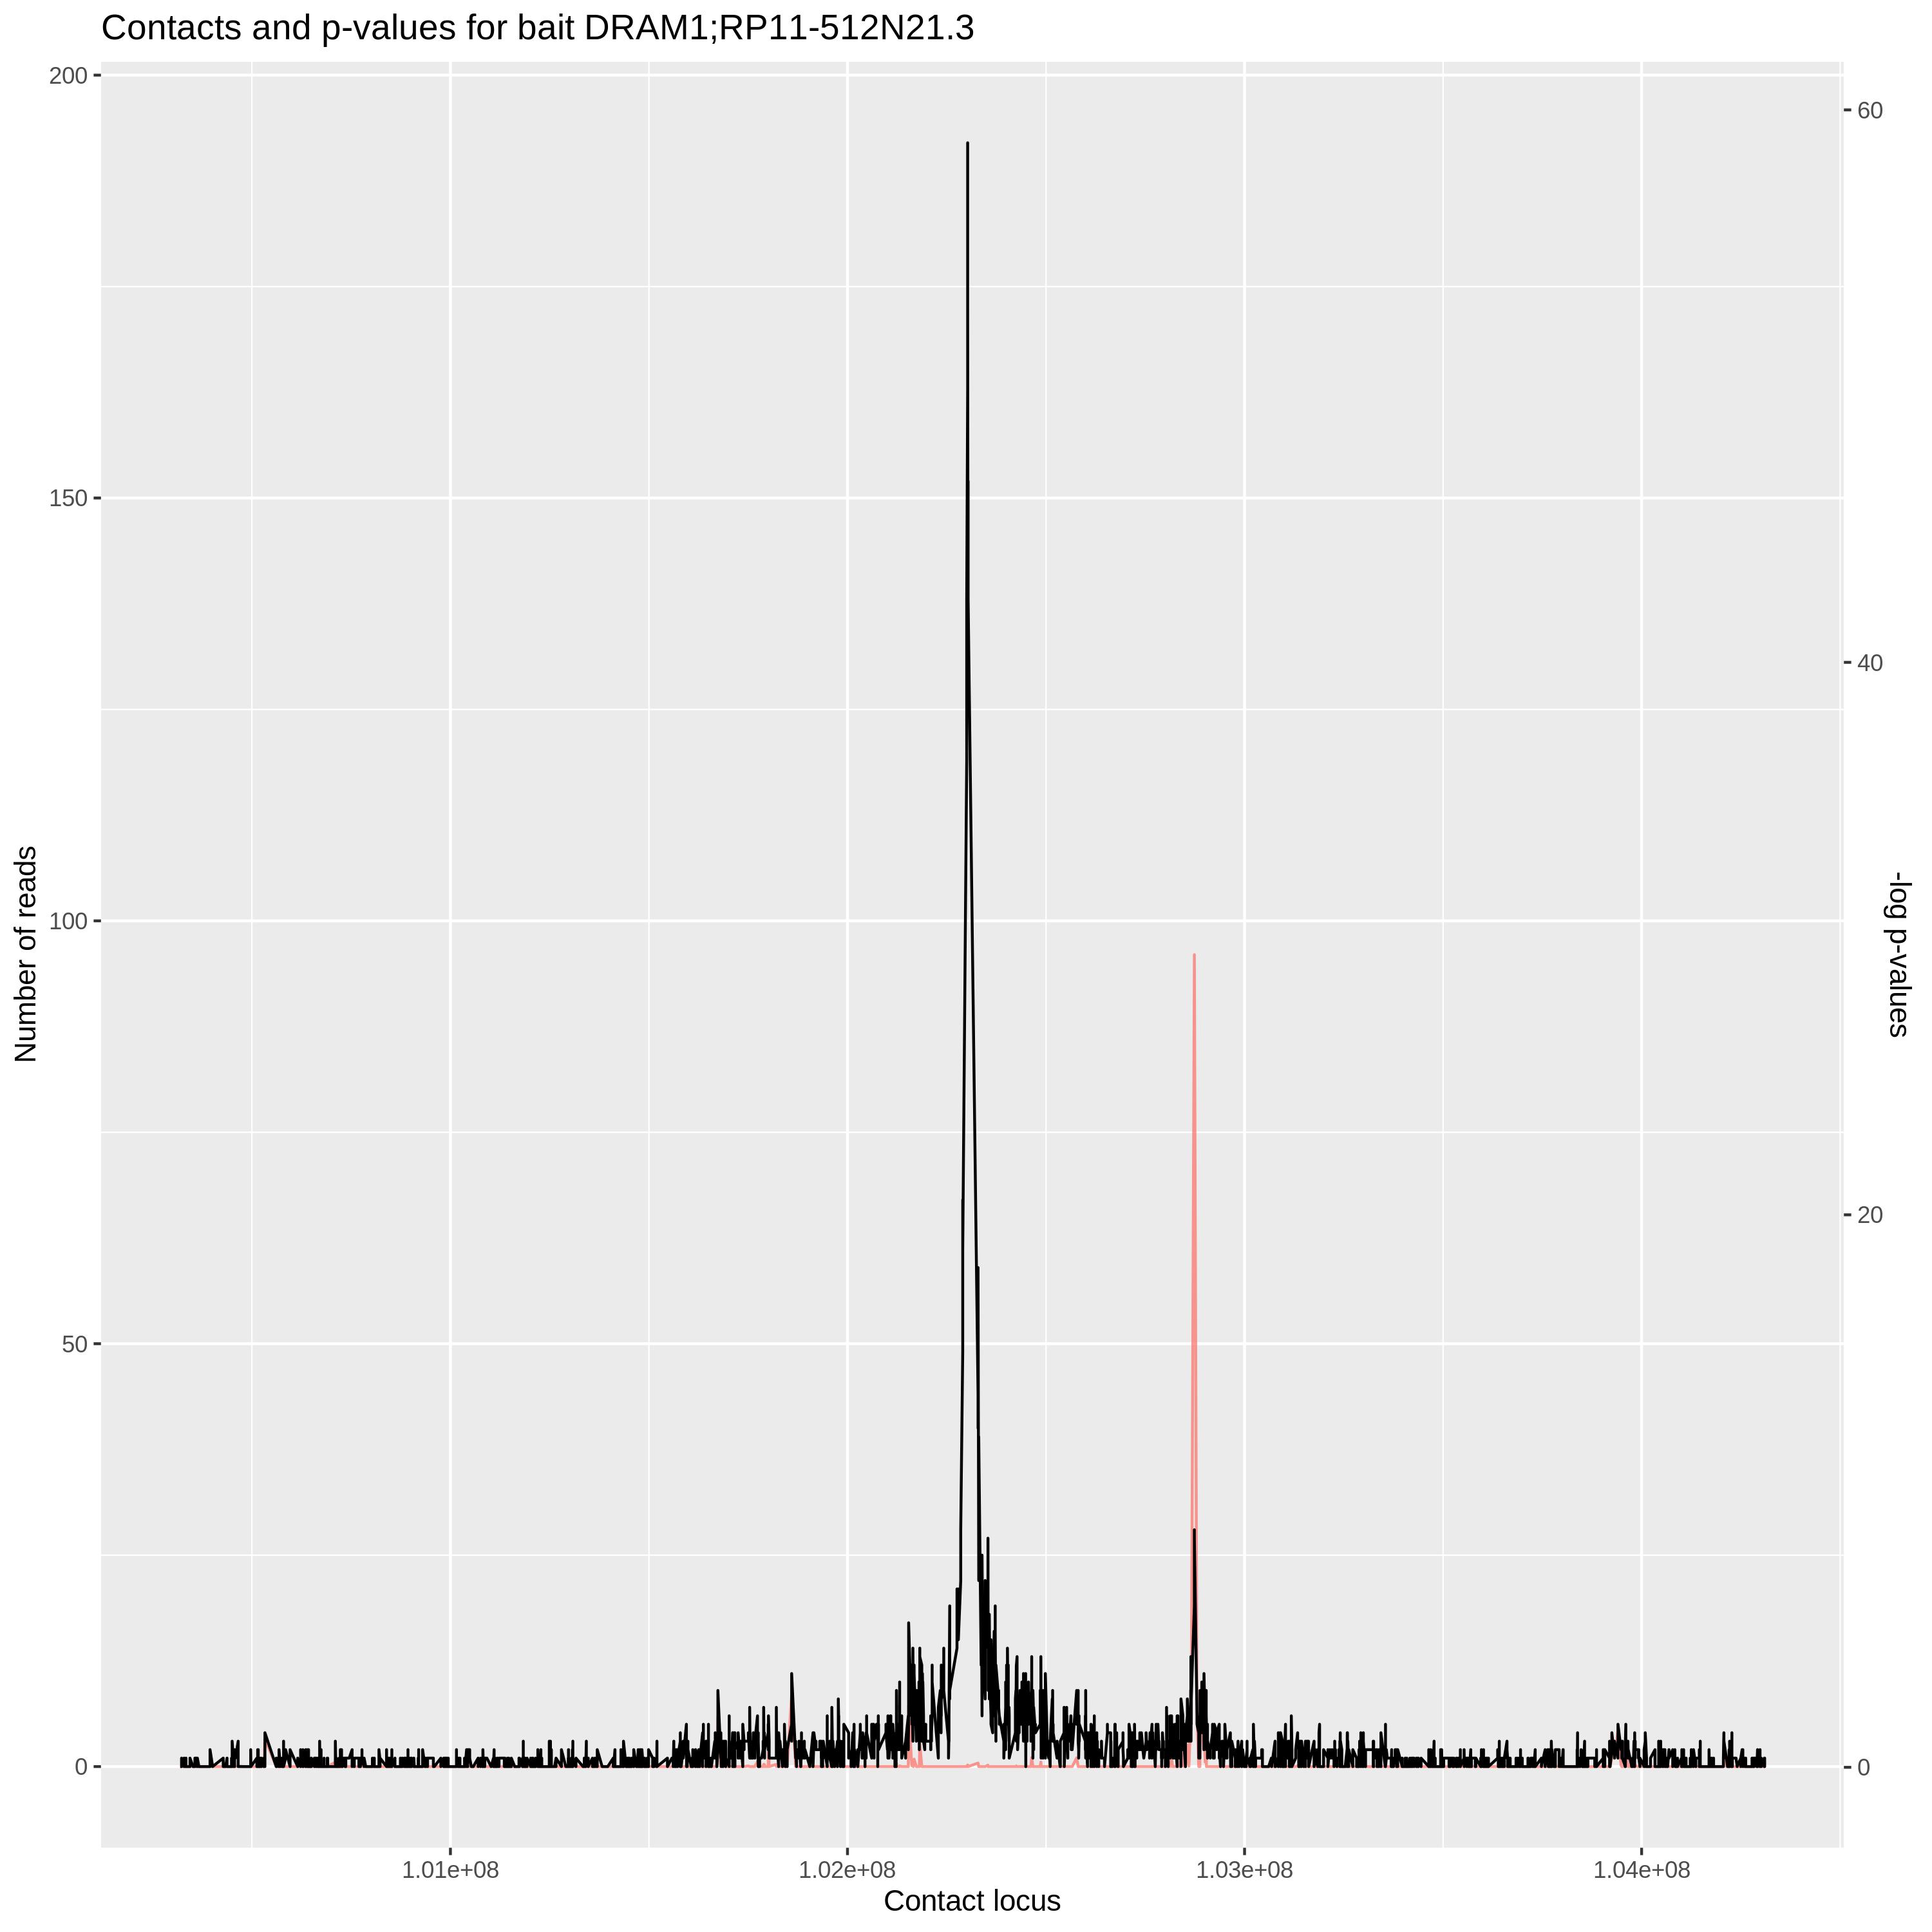 Contacts and p-values for bait DRAM1;RP11-512N21.3
200
150
100
50
0
Number of reads
60
40
20
0
-log p-values
1.01e+08
1.02e+08
1.03e+08
1.04e+08
Contact locus